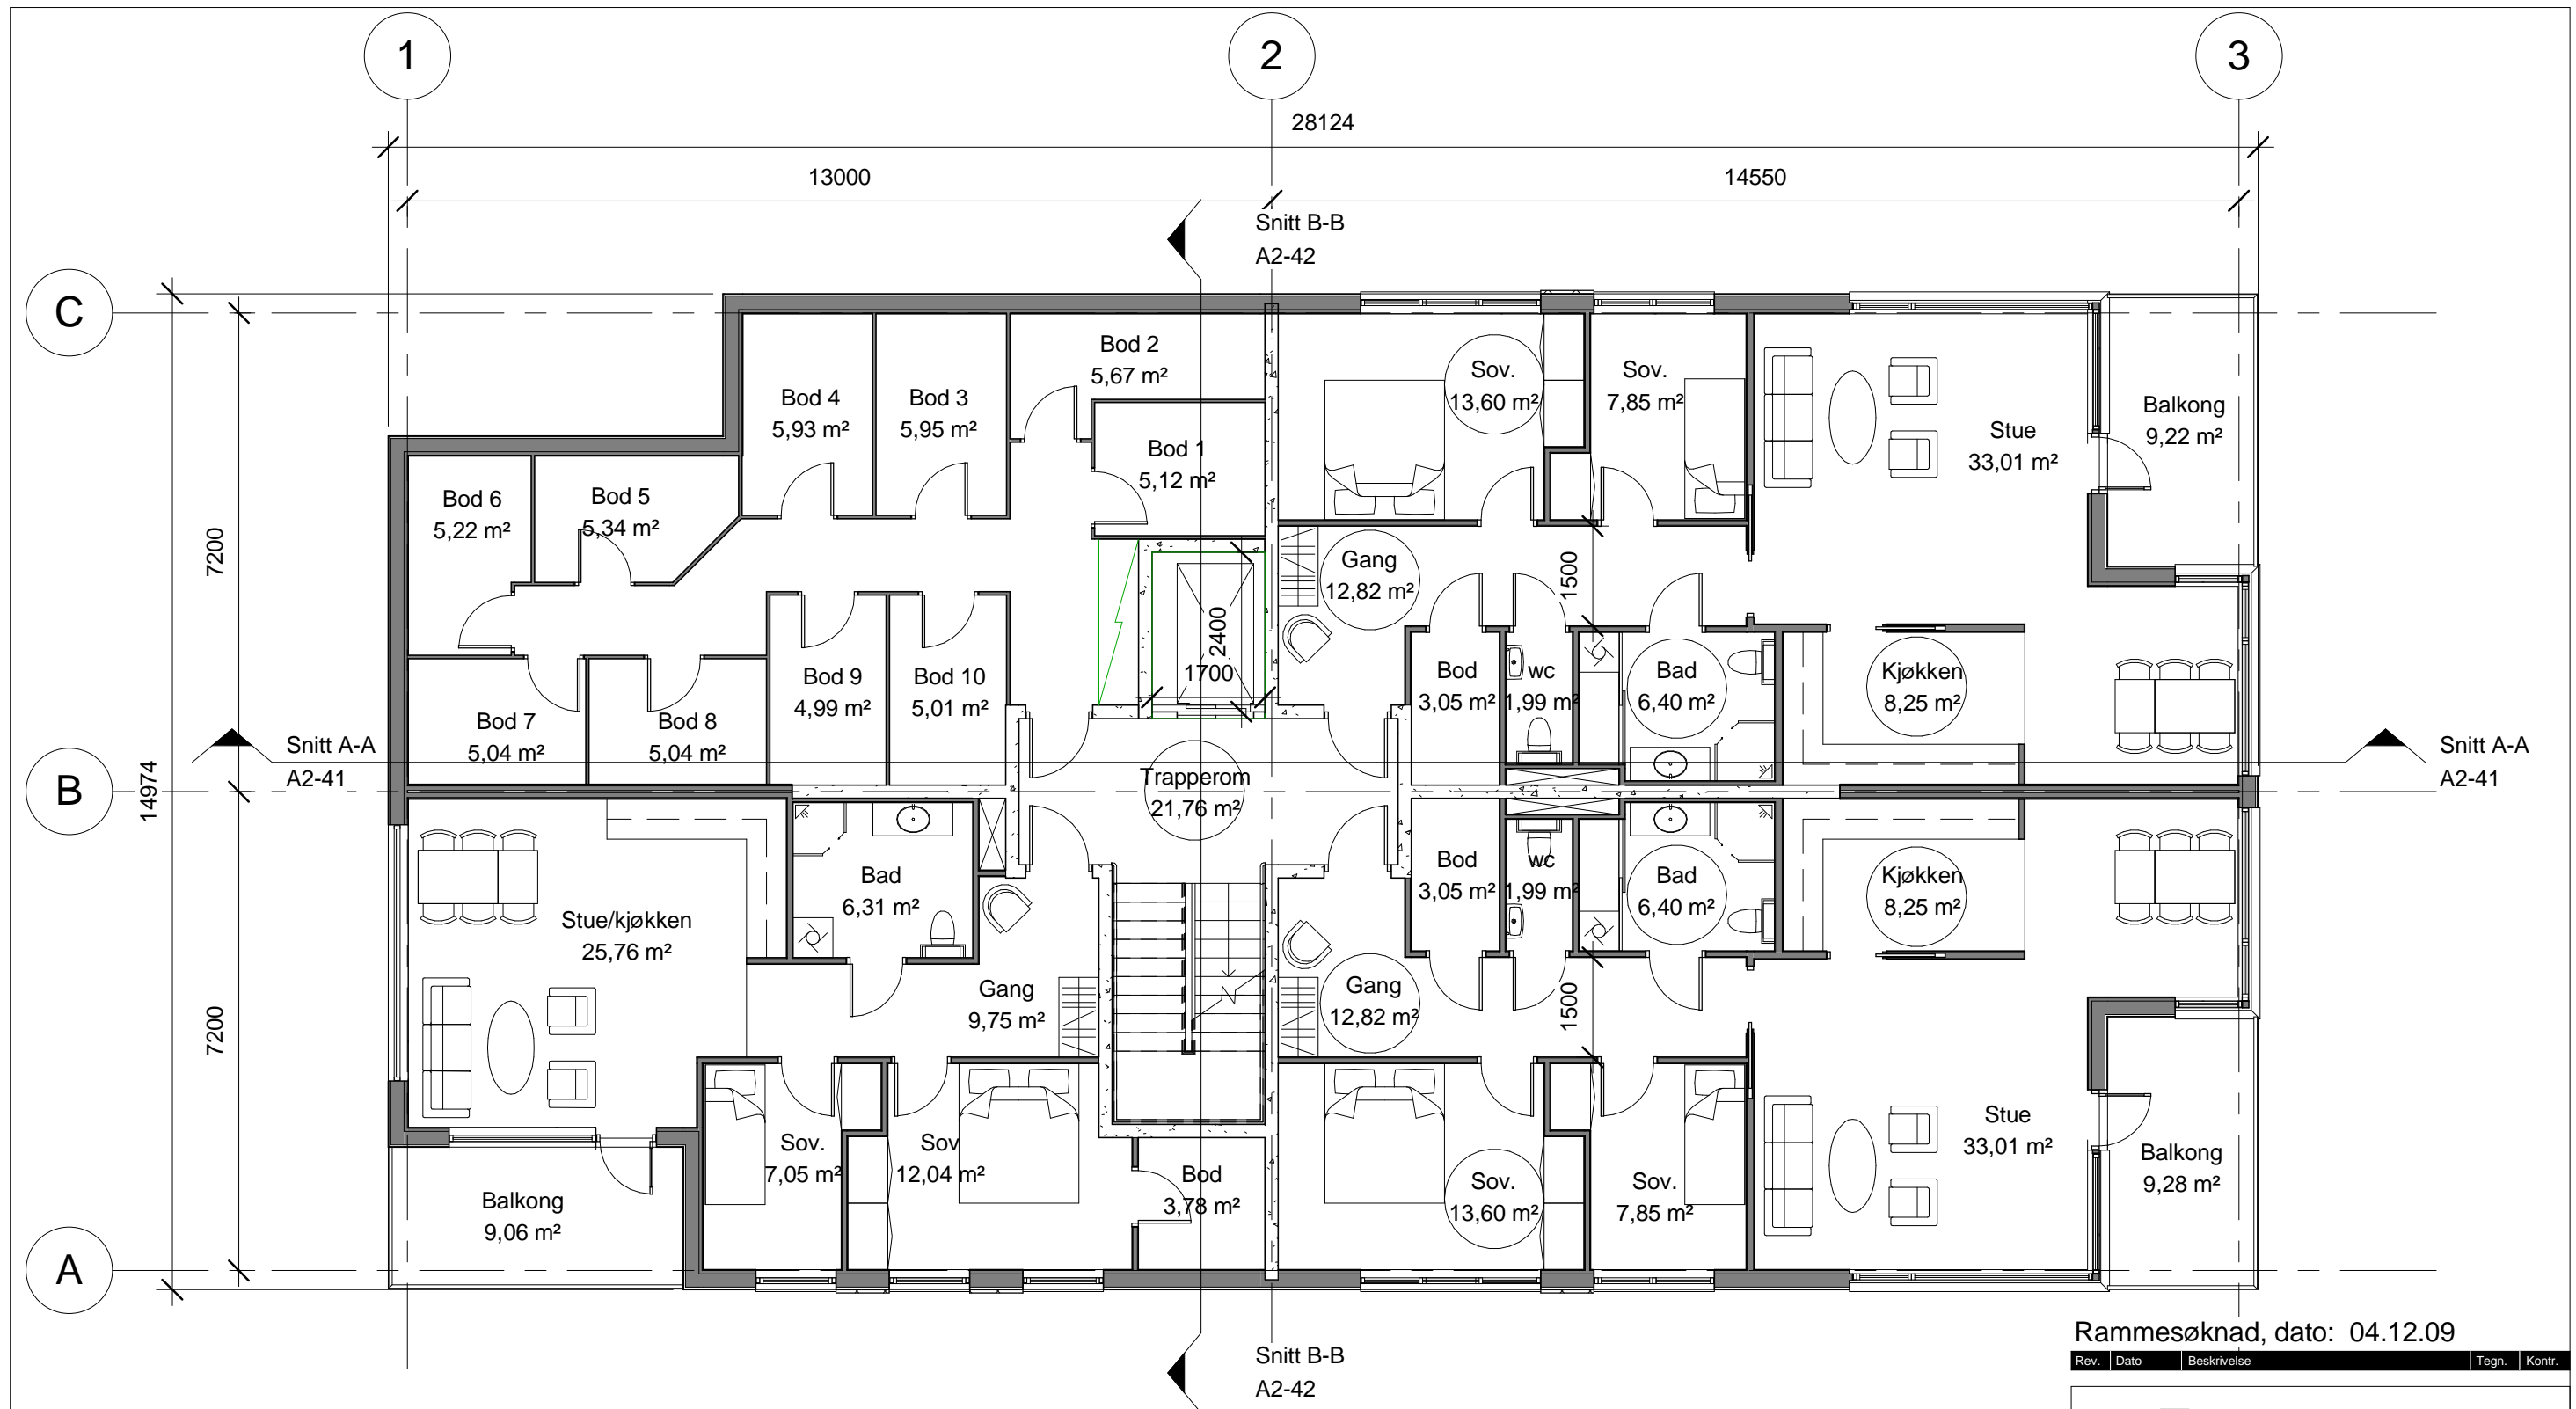 1
2
3
28124
13000
14550
Snitt B-B
A2-42
C
Bod 2
5,67 m²
Bod 4
5,93 m²
Bod 3
5,95 m²
Bod 1
5,12 m²
Sov.
13,60 m²
Sov.
7,85 m²
Stue
33,01 m²
Balkong
9,22 m²
Bod 6
5,22 m²
Bod 5
5,34 m²
7200
Gang
12,82 m²
1500
2400
1700
Bod 9
4,99 m²
Bod 10
5,01 m²
Bod
3,05 m²
wc
1,99 m²
Bad
6,40 m²
Kjøkken
8,25 m²
Bod 7
5,04 m²
Bod 8
5,04 m²
Snitt A-A
A2-41
Snitt A-A
A2-41
B
14974
Trapperom
21,76 m²
Bad
6,31 m²
Bod
3,05 m²
wc
1,99 m²
Bad
6,40 m²
Kjøkken
8,25 m²
Stue/kjøkken
25,76 m²
7200
Gang
9,75 m²
Gang
12,82 m²
1500
Sov.
7,05 m²
Sov
12,04 m²
Bod
3,78 m²
Sov.
13,60 m²
Sov.
7,85 m²
Stue
33,01 m²
Balkong
9,28 m²
Balkong
9,06 m²
A
Snitt B-B
A2-42
Rammesøknad, dato: 04.12.09
Rev. Dato Beskrivelse Tegn. Kontr.